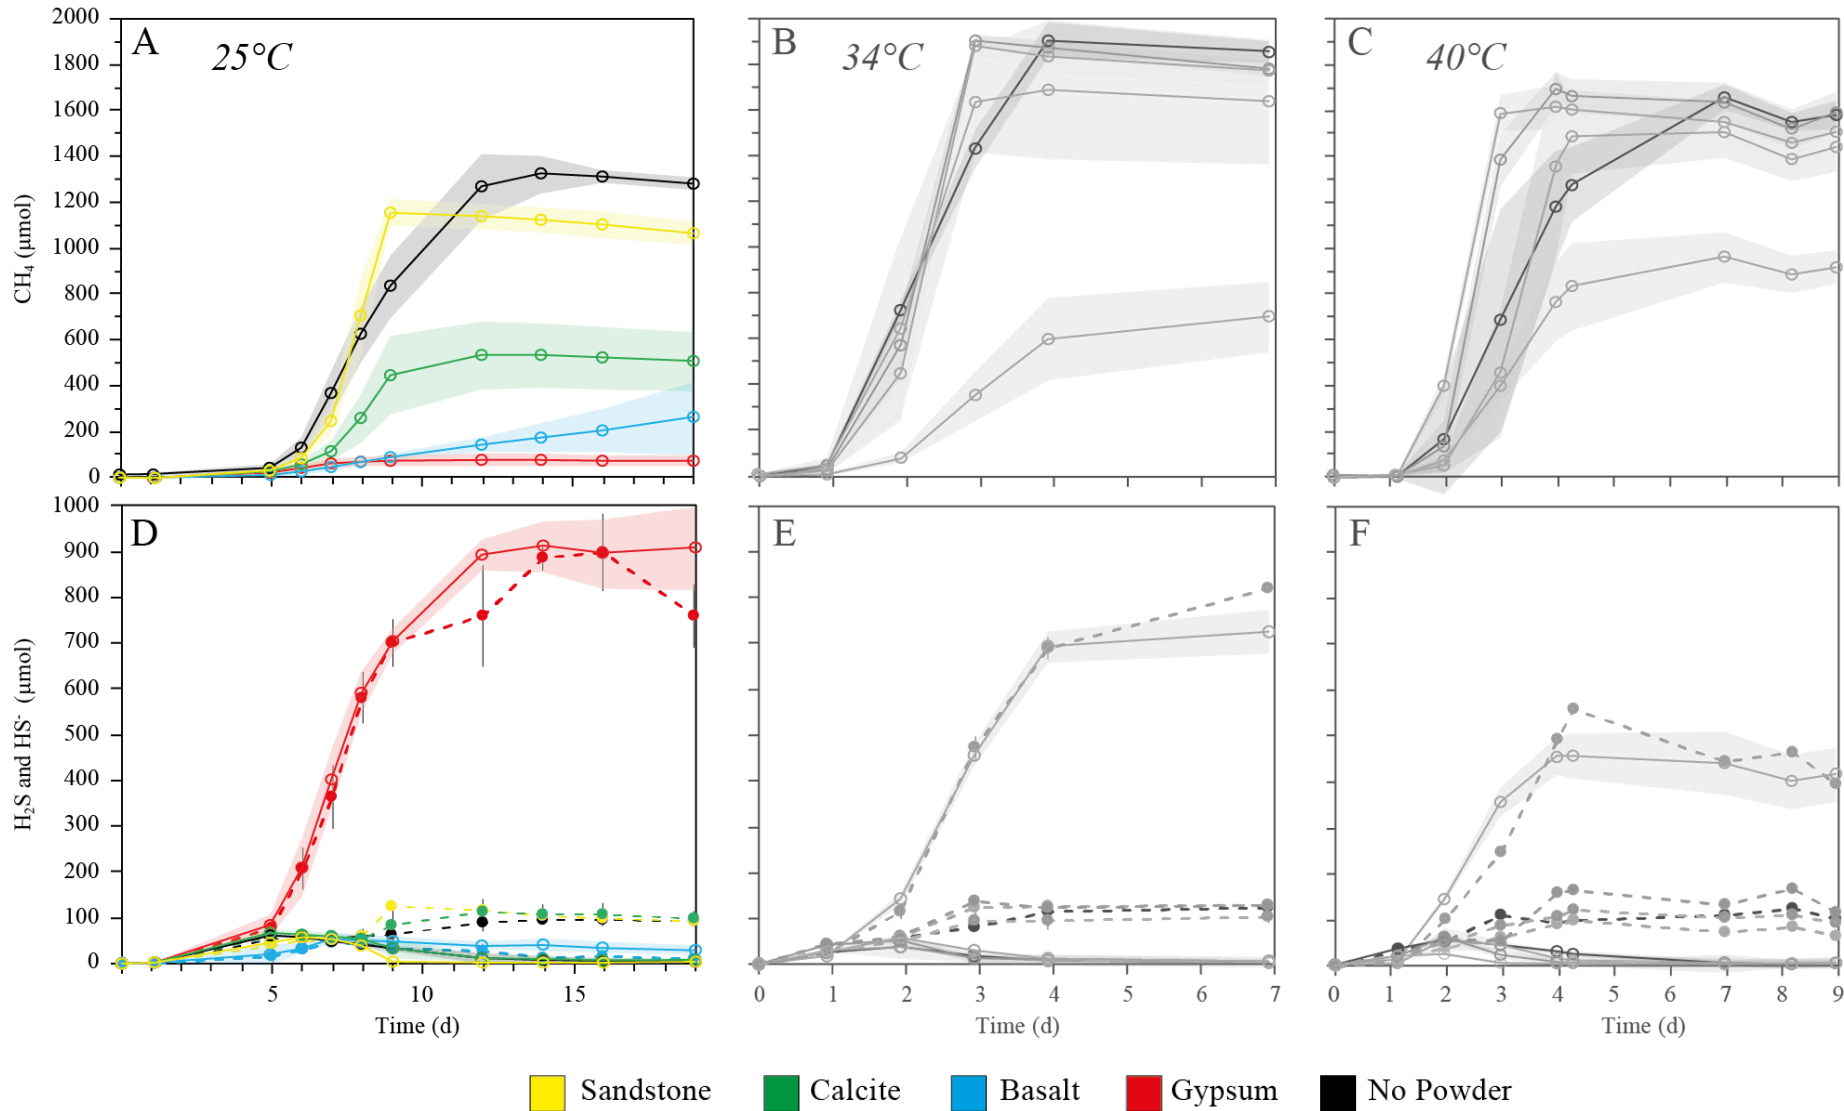 A 25°C
B 34°C
C 40°C
2000
1800
1600
1400
1200
1000
800
600
400
200
0
CH₄ (µmol)
D
E
F
1000
900
800
700
600
500
400
300
200
100
0
H₂S and HS⁻ (µmol)
5 10 15
0 1 2 3 4 5 6 7
0 1 2 3 4 5 6 7 8 9
Time (d)
Time (d)
Time (d)
Sandstone Calcite Basalt Gypsum No Powder